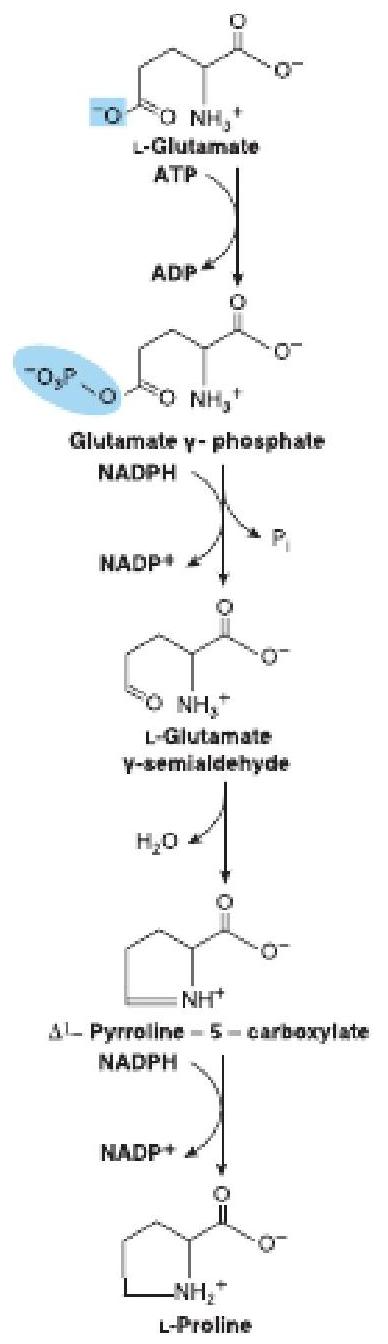 O
O⁻
⁻O O NH₃⁺
L-Glutamate
ATP
ADP
O
O⁻
⁻O₃P O O NH₃⁺
Glutamate γ- phosphate
NADPH
Pᵢ
NADP⁺
O
O⁻
O NH₃⁺
L-Glutamate
γ-semialdehyde
H₂O
O
O⁻
NH⁺
Δ¹– Pyrroline – 5 – carboxylate
NADPH
NADP⁺
O
O⁻
NH₂⁺
L-Proline